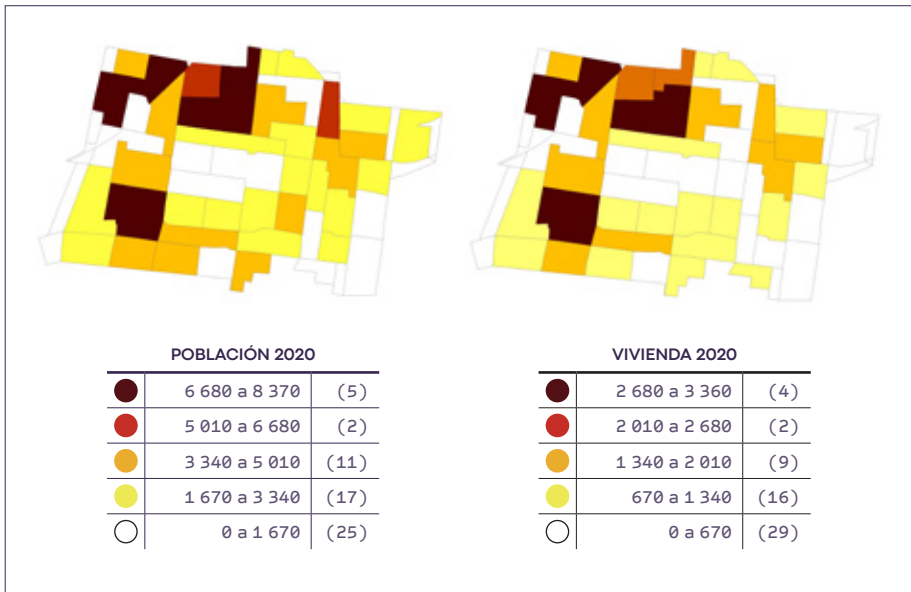 POBLACIÓN 2020
6 680 a 8 370 (5)
5 010 a 6 680 (2)
3 340 a 5 010 (11)
1 670 a 3 340 (17)
0 a 1 670 (25)
VIVIENDA 2020
2 680 a 3 360 (4)
2 010 a 2 680 (2)
1 340 a 2 010 (9)
670 a 1 340 (16)
0 a 670 (29)